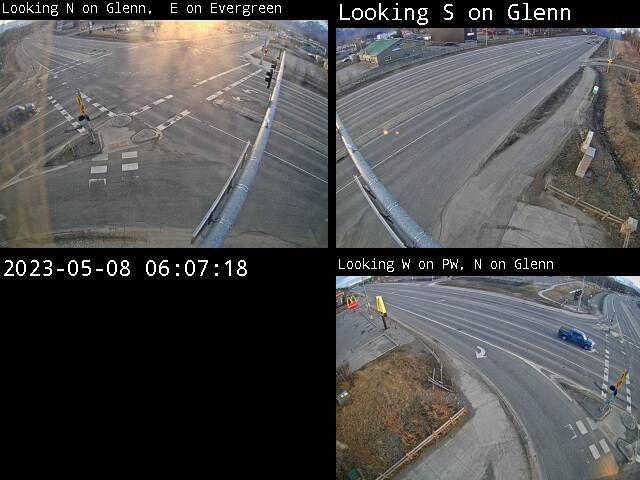 Looking N on Glenn, E on Evergreen
Looking S on Glenn
2023-05-08 06:07:18
Looking W on PW, N on Glenn